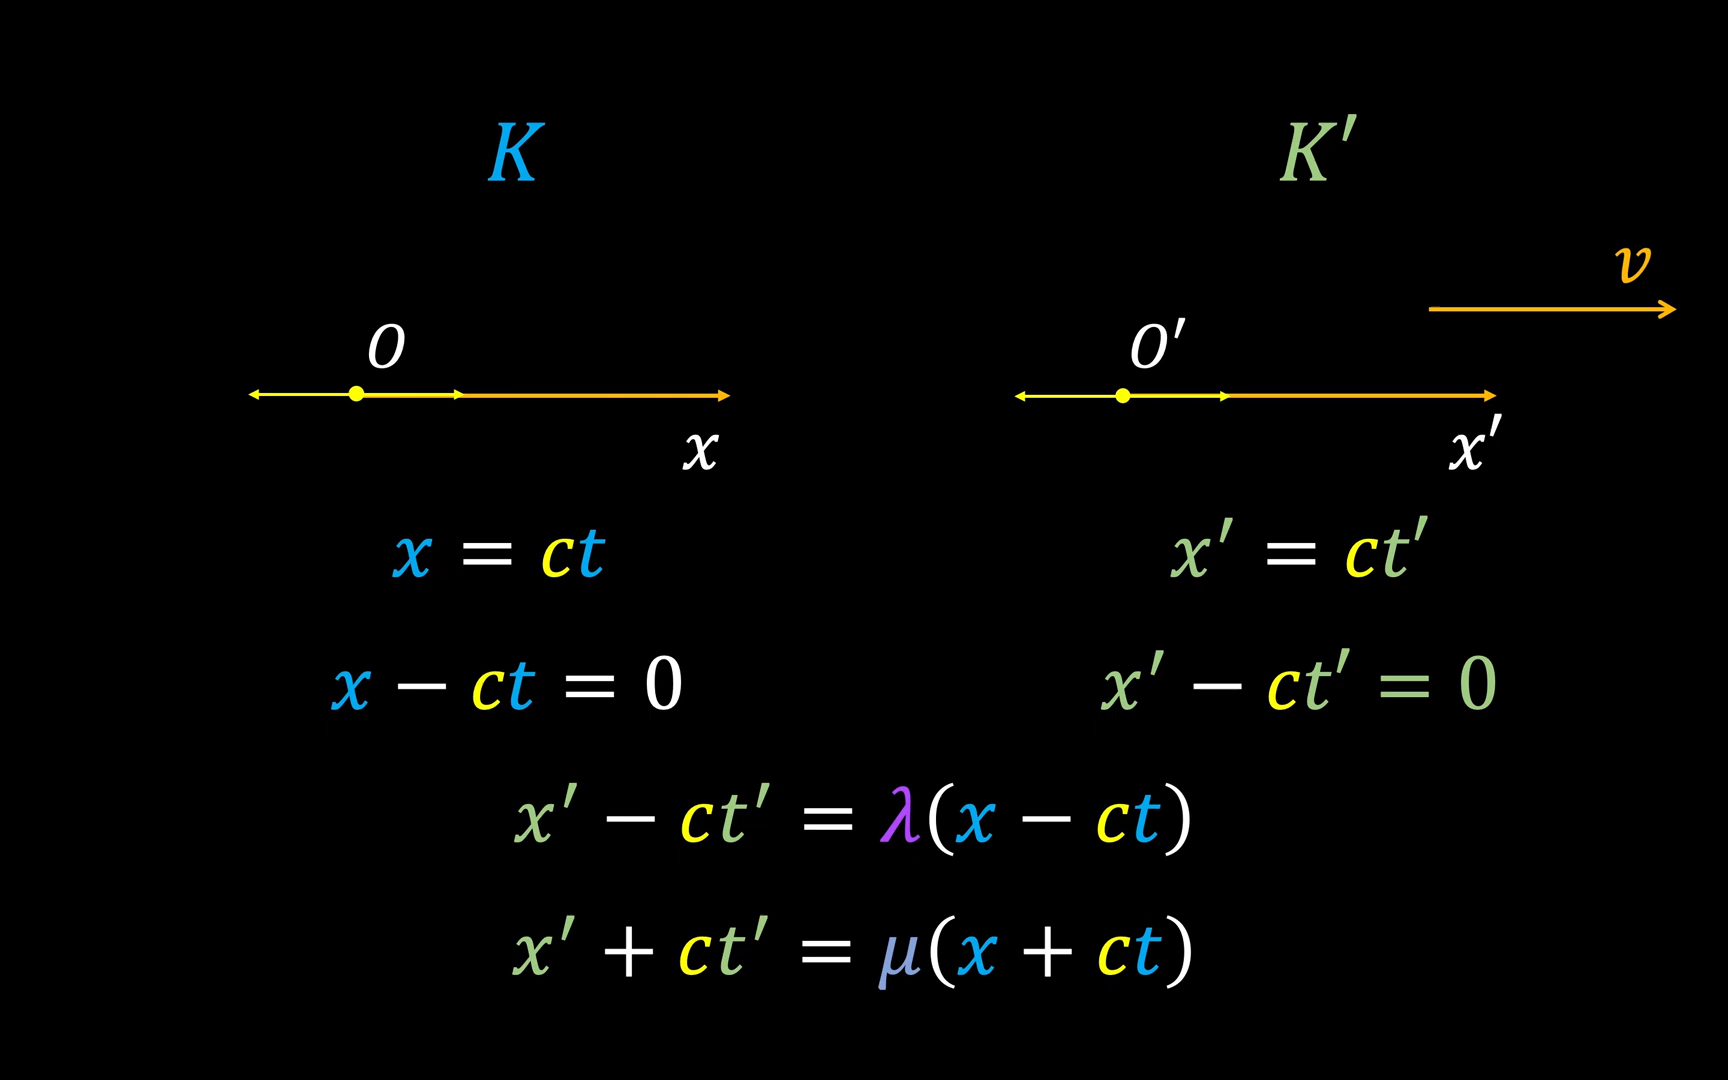 K K′
v
O O′
x x′
x = ct x′ = ct′
x − ct = 0 x′ − ct′ = 0
x′ − ct′ = λ(x − ct)
x′ + ct′ = μ(x + ct)